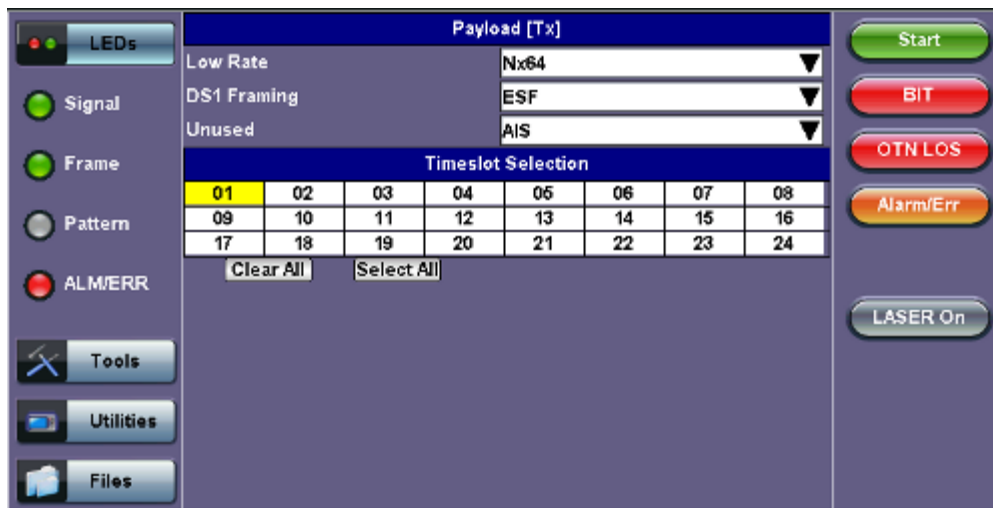 LEDs
Signal
Frame
Pattern
ALM/ERR
Tools
Utilities
Files
Payload [Tx]
Low Rate Nx64
DS1 Framing ESF
Unused AIS
Timeslot Selection
01 02 03 04 05 06 07 08
09 10 11 12 13 14 15 16
17 18 19 20 21 22 23 24
Clear All Select All
Start
BIT
OTN LOS
Alarm/Err
LASER On